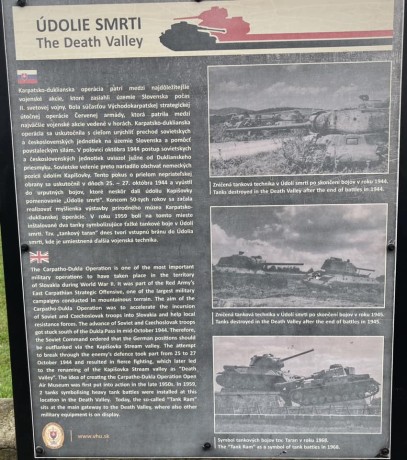 ÚDOLIE SMRTI
The Death Valley
Karpatsko-duklianska operácia patrí medzi najdôležitejšie
vojenské akcie, ktoré zasiahli územie Slovenska počas
II. svetovej vojny. Bola súčasťou Východokarpatskej strategickej
útočnej operácie Červenej armády, ktorá patrila medzi
najväčšie vojenské akcie vedené v horách. Karpatsko-duklianska
operácia sa uskutočnila s cieľom urýchliť prechod sovietskych
a československých jednotiek na územie Slovenska a pomôcť
povstaleckým silám. V polovici októbra 1944 postup sovietskych
a československých jednotiek uviazol južne od Duklianskeho
priesmyku. Sovietske velenie preto nariadilo obchvat nemeckých
pozícií údolím Kapišovky. Tento pokus o prielom nepriateľskej
obrany sa uskutočnil v dňoch 25. – 27. októbra 1944 a vyústil
do urputných bojov, ktoré neskôr dali údoliu Kapišovky
pomenovanie „Údolie smrti". Koncom 50-tych rokov sa začala
realizovať myšlienka výstavby prírodného múzea Karpatsko-
-duklianskej operácie. V roku 1959 boli na tomto mieste
inštalované dva tanky symbolizujúce ťažké tankové boje v Údolí
smrti. Tzv. „tankový taran" dnes tvorí vstupnú bránu do Údolia
smrti, kde je umiestnená ďalšia vojenská technika.
The Carpatho-Dukla Operation is one of the most important
military operations to have taken place in the territory
of Slovakia during World War II. It was part of the Red Army's
East Carpathian Strategic Offensive, one of the largest military
campaigns conducted in mountainous terrain. The aim of the
Carpatho-Dukla Operation was to accelerate the incursion
of Soviet and Czechoslovak troops into Slovakia and help local
resistance forces. The advance of Soviet and Czechoslovak troops
got stuck south of the Dukla Pass in mid-October 1944. Therefore,
the Soviet Command ordered that the German positions should
be outflanked via the Kapišovka Stream valley. The attempt
to break through the enemy's defence took part from 25 to 27
October 1944 and resulted in fierce fighting, which later led
to the renaming of the Kapišovka Stream valley as "Death
Valley". The idea of creating the Carpatho-Dukla Operation Open
Air Museum was first put into action in the late 1950s. In 1959,
2 tanks symbolising heavy tank battles were installed at this
location in the Death Valley. Today, the so-called "Tank Ram"
sits at the main gateway to the Death Valley, where also other
military equipment is on display.
www.vhu.sk
Zničená tanková technika v Údolí smrti po skončení bojov v roku 1944.
Tanks destroyed in the Death Valley after the end of battles in 1944.
Zničená tanková technika v Údolí smrti po skončení bojov v roku 1945.
Tanks destroyed in the Death Valley after the end of battles in 1945.
Symbol tankových bojov tzv. Taran v roku 1960.
The "Tank Ram" as a symbol of tank battles in 1960.